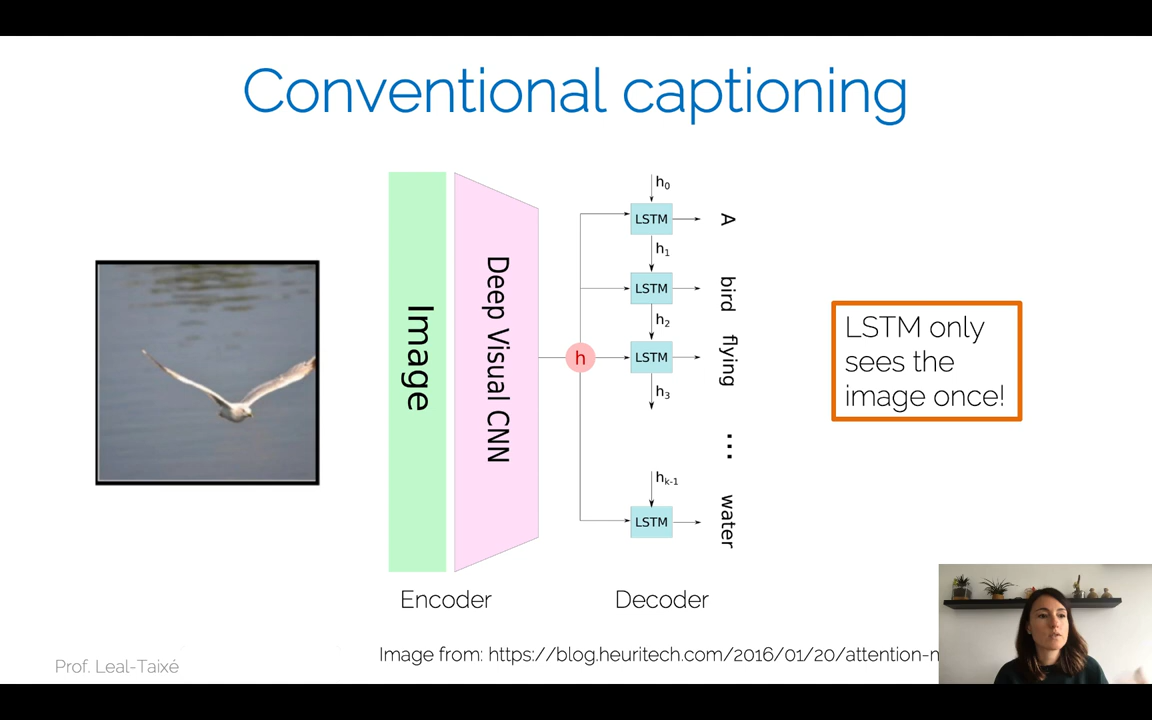 Conventional captioning
Image
Deep Visual CNN
h
h0
LSTM
A
h1
LSTM
bird
h2
LSTM
flying
h3
...
hk-1
LSTM
water
LSTM only
sees the
image once!
Encoder
Decoder
Image from: https://blog.heuritech.com/2016/01/20/attention-
Prof. Leal-Taixé